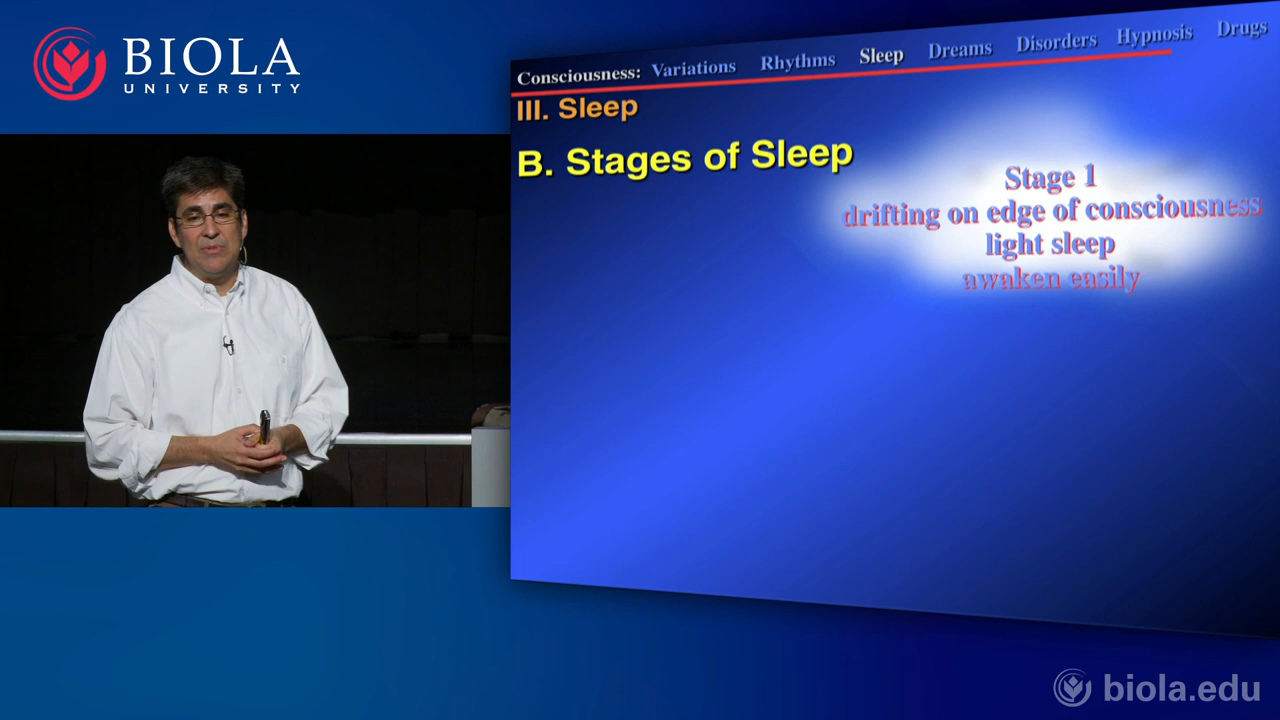 BIOLA
UNIVERSITY
Consciousness: Variations Rhythms Sleep Dreams Disorders Hypnosis Drugs
III. Sleep
B. Stages of Sleep
Stage 1
drifting on edge of consciousness
light sleep
awaken easily
biola.edu